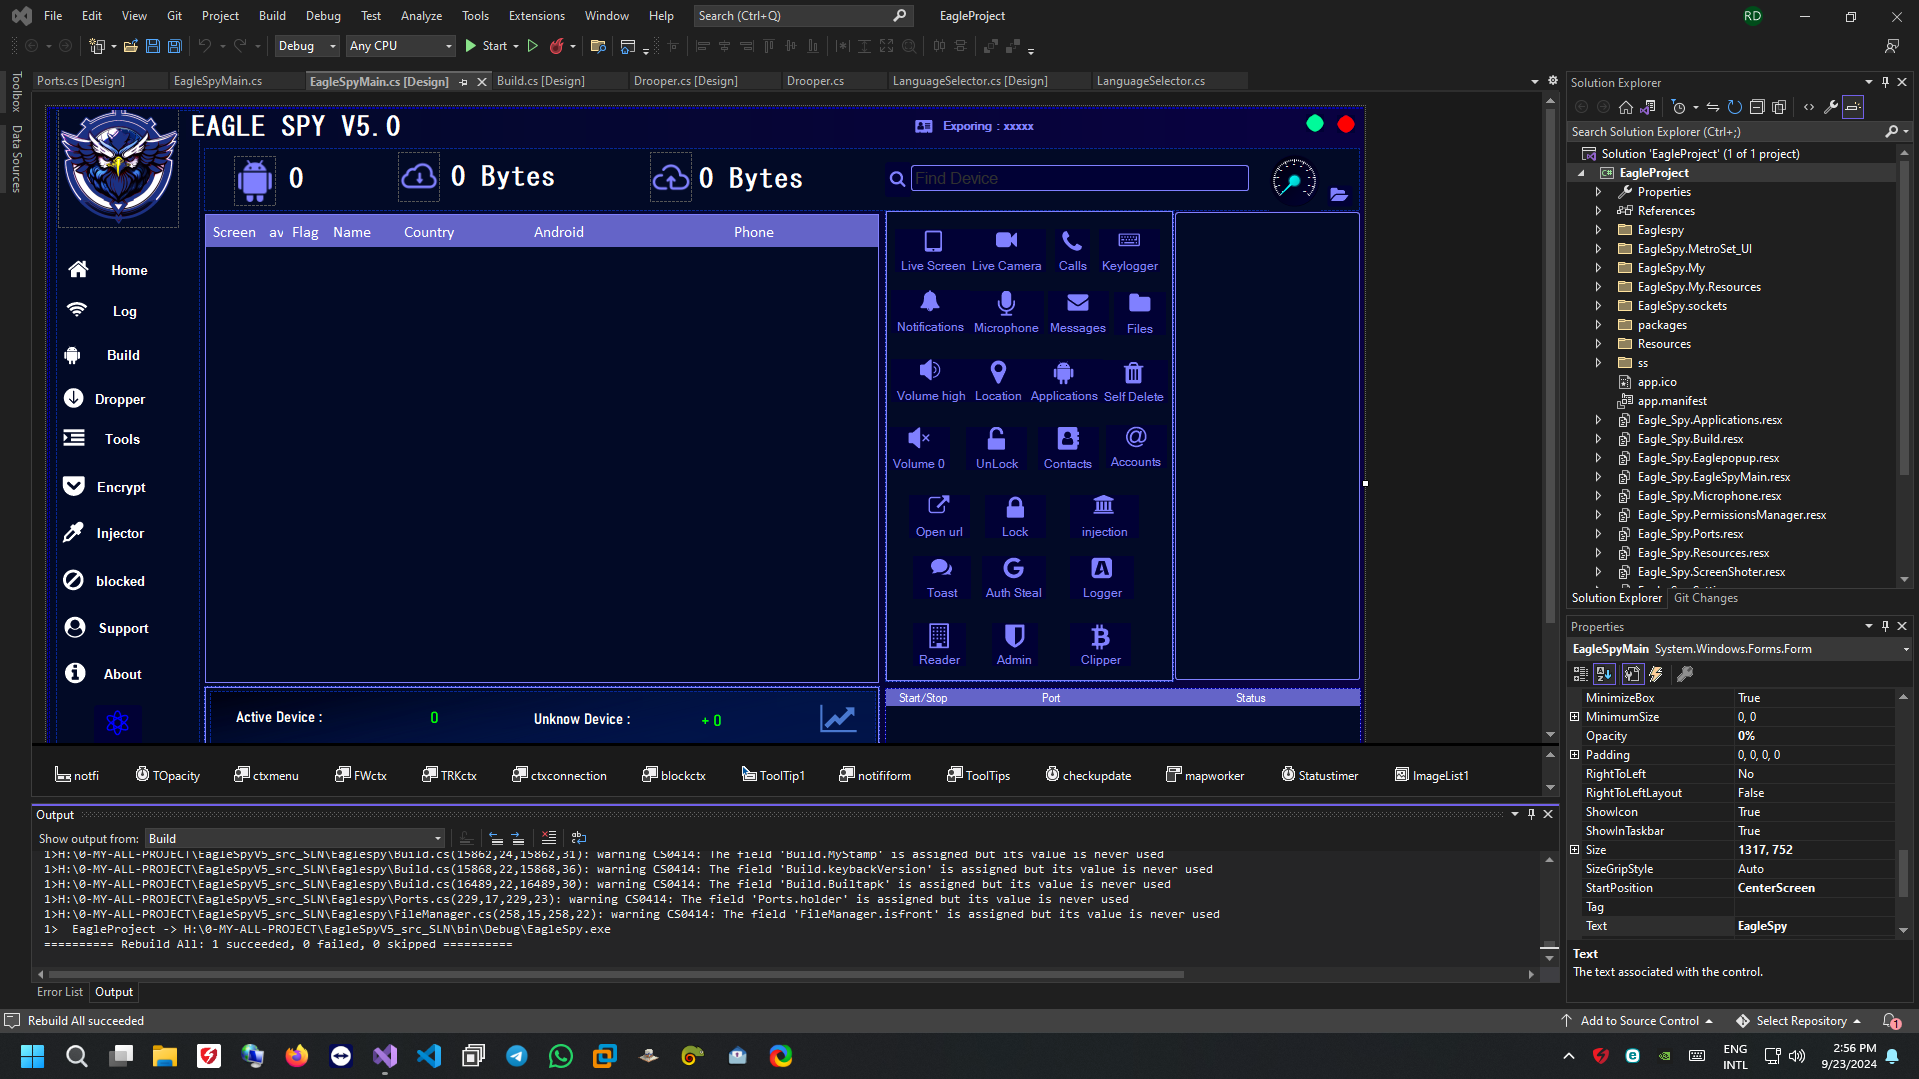 File Edit View Git Project Build Debug Test Analyze Tools Extensions Window Help Search (Ctrl+Q) EagleProject RD
Debug Any CPU Start
Toolbox
Data Sources
Ports.cs [Design] EagleSpyMain.cs EagleSpyMain.cs [Design] Build.cs [Design] Drooper.cs [Design] Drooper.cs LanguageSelector.cs [Design] LanguageSelector.cs
EAGLE SPY V5.0 Exporing : xxxxx
0 0 Bytes 0 Bytes Find Device
Screen av Flag Name Country Android Phone
Home
Log
Build
Dropper
Tools
Encrypt
Injector
blocked
Support
About
Live Screen Live Camera Calls Keylogger
Notifications Microphone Messages Files
Volume high Location Applications Self Delete
Volume 0 UnLock Contacts Accounts
Open url Lock injection
Toast Auth Steal Logger
Reader Admin Clipper
Active Device : 0 Unknow Device : + 0
Start/Stop Port Status
notfi TOpacity ctxmenu FWctx TRKctx ctxconnection blockctx ToolTip1 notifiform ToolTips checkupdate mapworker Statustimer ImageList1
Output
Show output from: Build
1>H:\0-MY-ALL-PROJECT\EagleSpyV5_src_SLN\Eaglespy\Build.cs(15862,24,15862,31): warning CS0414: The field 'Build.MyStamp' is assigned but its value is never used
1>H:\0-MY-ALL-PROJECT\EagleSpyV5_src_SLN\Eaglespy\Build.cs(15868,22,15868,36): warning CS0414: The field 'Build.keybackVersion' is assigned but its value is never used
1>H:\0-MY-ALL-PROJECT\EagleSpyV5_src_SLN\Eaglespy\Build.cs(16489,22,16489,30): warning CS0414: The field 'Build.Builtapk' is assigned but its value is never used
1>H:\0-MY-ALL-PROJECT\EagleSpyV5_src_SLN\Eaglespy\Ports.cs(229,17,229,23): warning CS0414: The field 'Ports.holder' is assigned but its value is never used
1>H:\0-MY-ALL-PROJECT\EagleSpyV5_src_SLN\Eaglespy\FileManager.cs(258,15,258,22): warning CS0414: The field 'FileManager.isfront' is assigned but its value is never used
1> EagleProject -> H:\0-MY-ALL-PROJECT\EagleSpyV5_src_SLN\bin\Debug\EagleSpy.exe
========== Rebuild All: 1 succeeded, 0 failed, 0 skipped ==========
Error List Output
Solution Explorer
Search Solution Explorer (Ctrl+;)
Solution 'EagleProject' (1 of 1 project)
C# EagleProject
Properties
References
Eaglespy
EagleSpy.MetroSet_UI
EagleSpy.My
EagleSpy.My.Resources
EagleSpy.sockets
packages
Resources
ss
app.ico
app.manifest
Eagle_Spy.Applications.resx
Eagle_Spy.Build.resx
Eagle_Spy.Eaglepopup.resx
Eagle_Spy.EagleSpyMain.resx
Eagle_Spy.Microphone.resx
Eagle_Spy.PermissionsManager.resx
Eagle_Spy.Ports.resx
Eagle_Spy.Resources.resx
Eagle_Spy.ScreenShoter.resx
Solution Explorer Git Changes
Properties
EagleSpyMain System.Windows.Forms.Form
MinimizeBox True
MinimumSize 0, 0
Opacity 0%
Padding 0, 0, 0, 0
RightToLeft No
RightToLeftLayout False
ShowIcon True
ShowInTaskbar True
Size 1317, 752
SizeGripStyle Auto
StartPosition CenterScreen
Tag
Text EagleSpy
Text
The text associated with the control.
Rebuild All succeeded Add to Source Control Select Repository 1
ENG
INTL
2:56 PM
9/23/2024